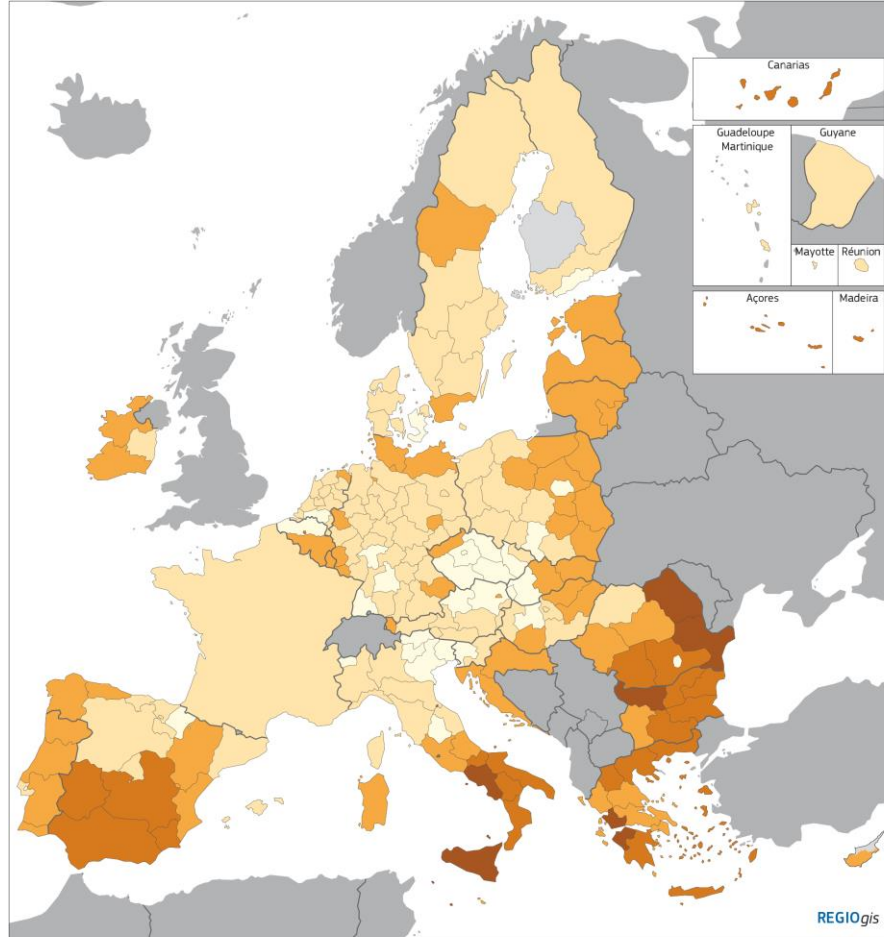 Canarias
Guadeloupe
Martinique
Guyane
Mayotte
Réunion
Açores
Madeira
REGIOgis